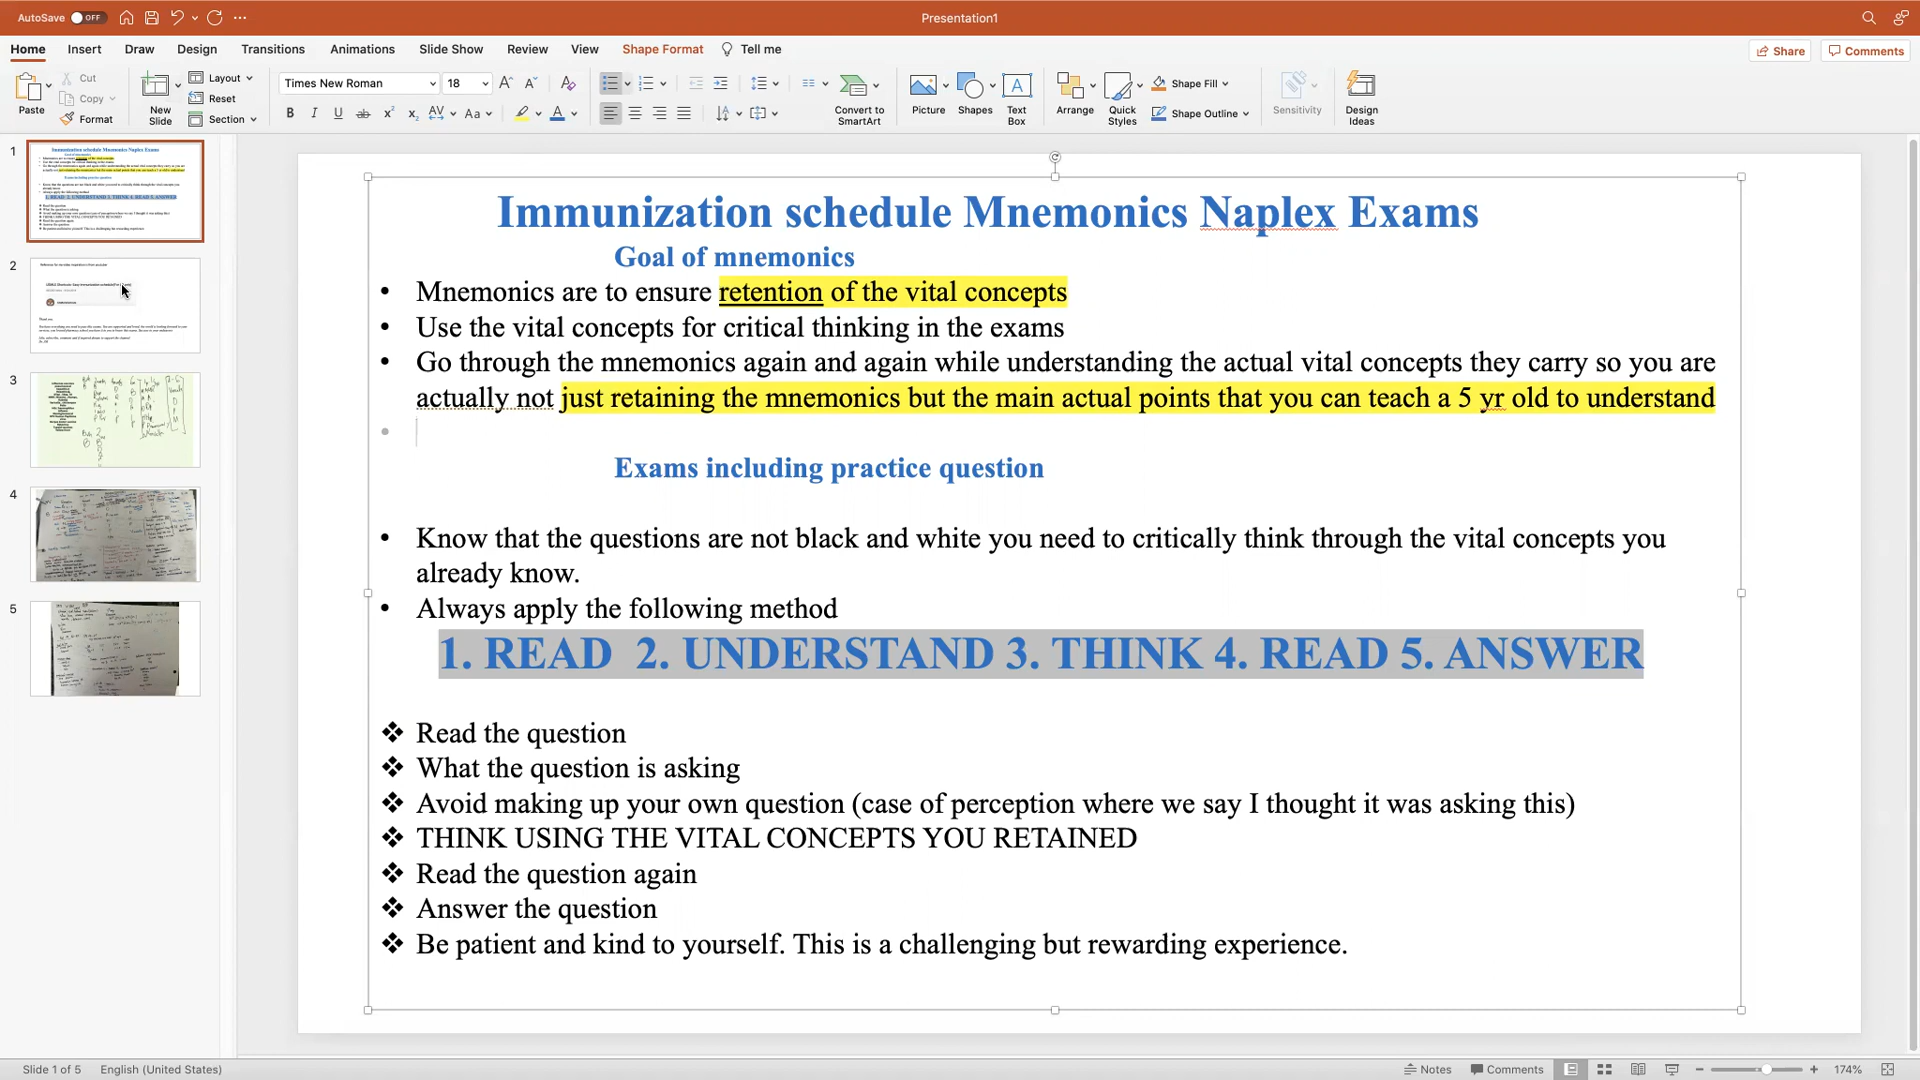 AutoSave OFF
Presentation1
Home Insert Draw Design Transitions Animations Slide Show Review View Shape Format Tell me
Share Comments
Paste
Cut
Copy
Format
New Slide
Layout
Reset
Section
Times New Roman 18
Convert to SmartArt
Picture
Shapes
Text Box
Arrange
Quick Styles
Shape Fill
Shape Outline
Sensitivity
Design Ideas
1
2
3
4
5
Immunization schedule Mnemonics Naplex Exams
Goal of mnemonics
• Mnemonics are to ensure retention of the vital concepts
• Use the vital concepts for critical thinking in the exams
• Go through the mnemonics again and again while understanding the actual vital concepts they carry so you are
actually not just retaining the mnemonics but the main actual points that you can teach a 5 yr old to understand
Exams including practice question
• Know that the questions are not black and white you need to critically think through the vital concepts you
already know.
• Always apply the following method
1. READ 2. UNDERSTAND 3. THINK 4. READ 5. ANSWER
❖ Read the question
❖ What the question is asking
❖ Avoid making up your own question (case of perception where we say I thought it was asking this)
❖ THINK USING THE VITAL CONCEPTS YOU RETAINED
❖ Read the question again
❖ Answer the question
❖ Be patient and kind to yourself. This is a challenging but rewarding experience.
Slide 1 of 5 English (United States)
Notes Comments 174%